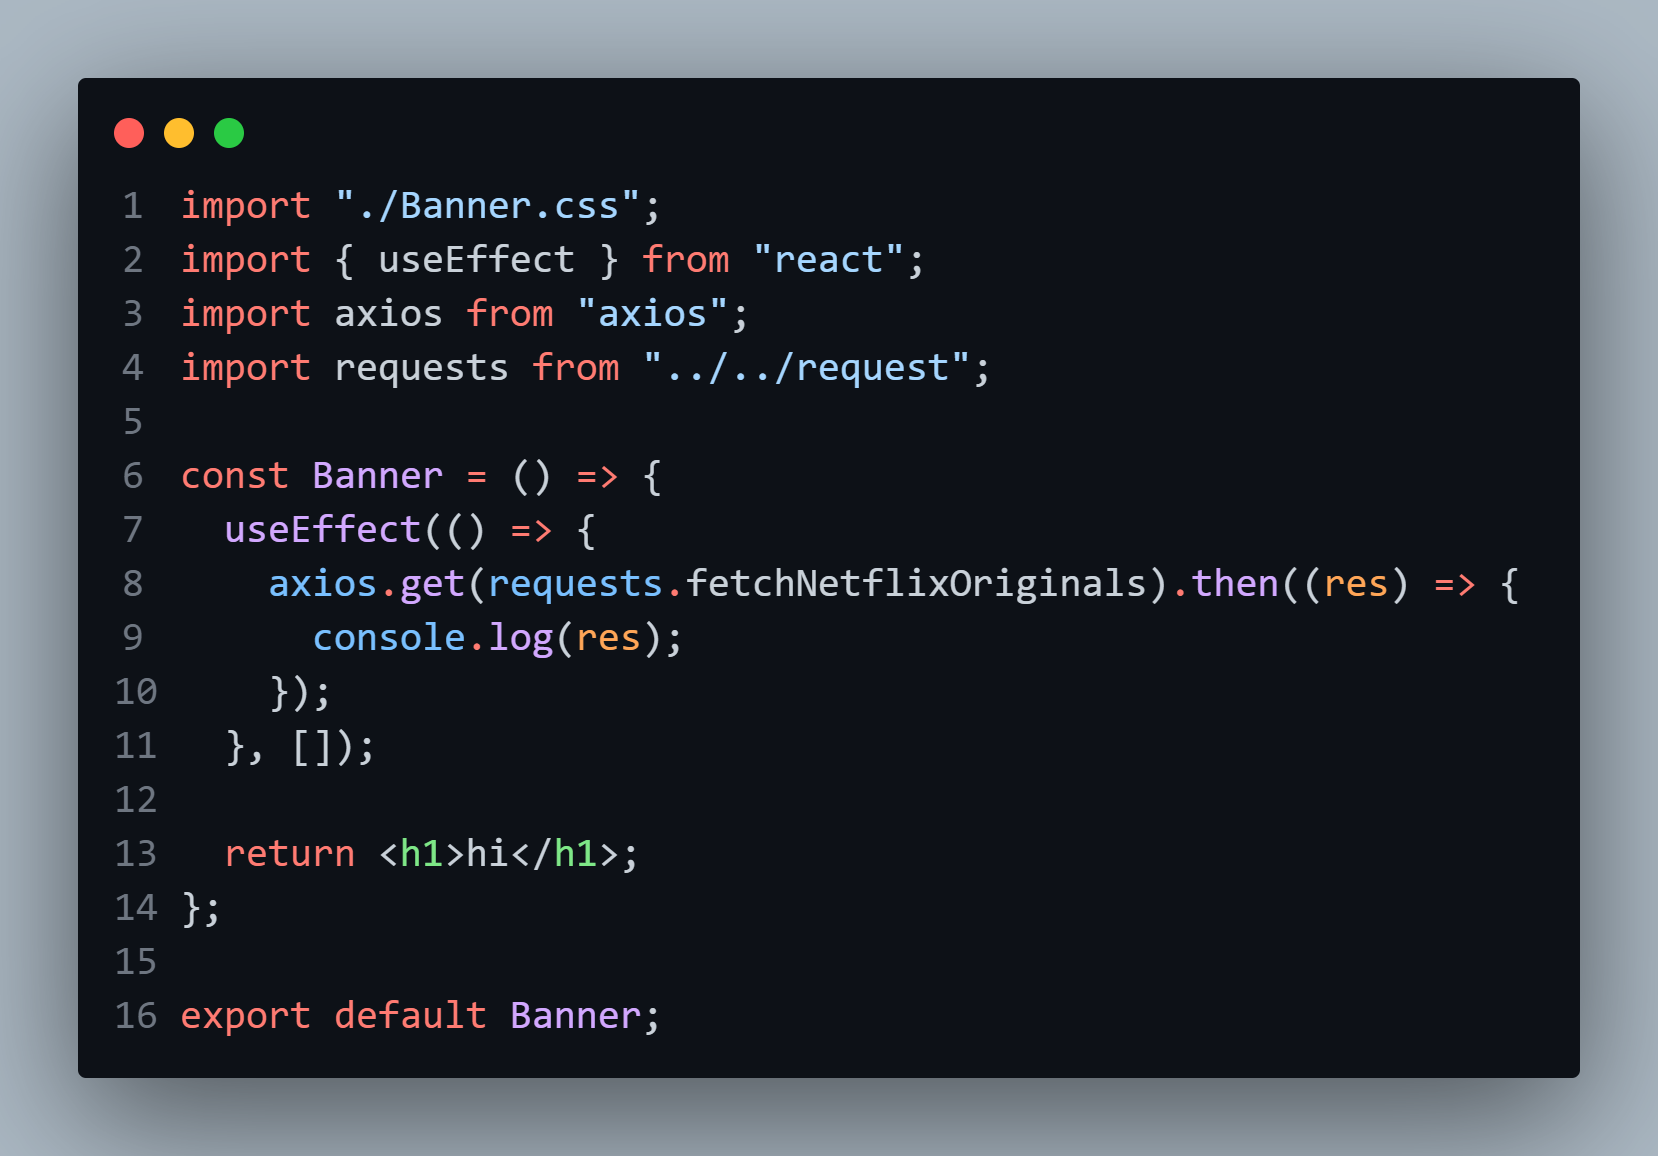 1 import "./Banner.css";
2 import { useEffect } from "react";
3 import axios from "axios";
4 import requests from "../../request";
5
6 const Banner = () => {
7   useEffect(() => {
8     axios.get(requests.fetchNetflixOriginals).then((res) => {
9       console.log(res);
10     });
11   }, []);
12
13   return <h1>hi</h1>;
14 };
15
16 export default Banner;